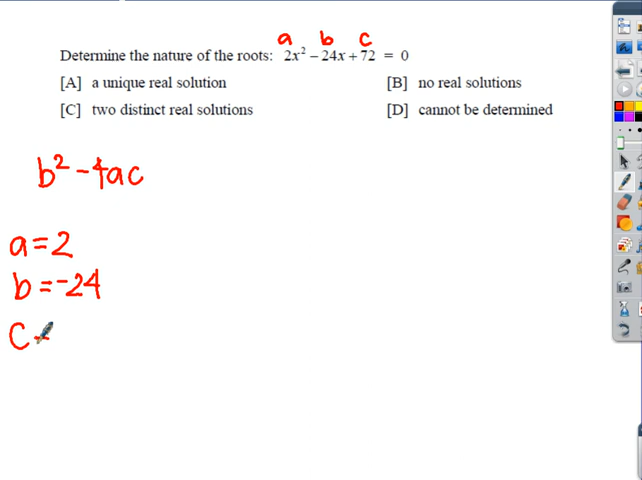 a b c
Determine the nature of the roots: 2x² − 24x + 72 = 0
[A] a unique real solution [B] no real solutions
[C] two distinct real solutions [D] cannot be determined
b² - 4ac
a = 2
b = -24
C